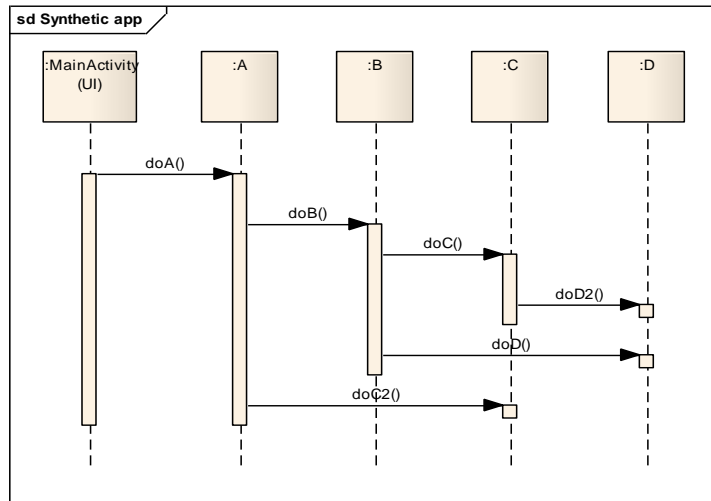 sd Synthetic app
:MainActivity
(UI)
:A
:B
:C
:D
doA()
doB()
doC()
doD2()
doD()
doC2()